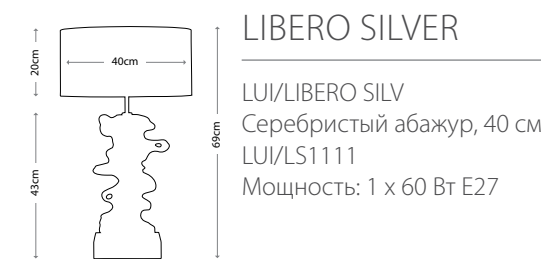 LIBERO SILVER
20cm
40cm
69cm
43cm
LUI/LIBERO SILV
Серебристый абажур, 40 см
LUI/LS1111
Мощность: 1 x 60 Вт E27